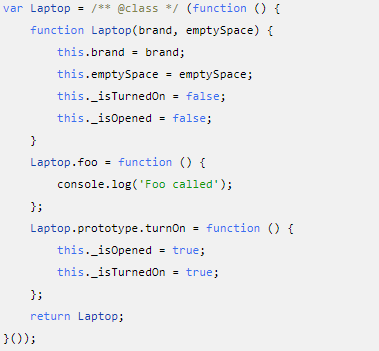 var Laptop = /** @class */ (function () {
    function Laptop(brand, emptySpace) {
        this.brand = brand;
        this.emptySpace = emptySpace;
        this._isTurnedOn = false;
        this._isOpened = false;
    }
    Laptop.foo = function () {
        console.log('Foo called');
    };
    Laptop.prototype.turnOn = function () {
        this._isOpened = true;
        this._isTurnedOn = true;
    };
    return Laptop;
}());